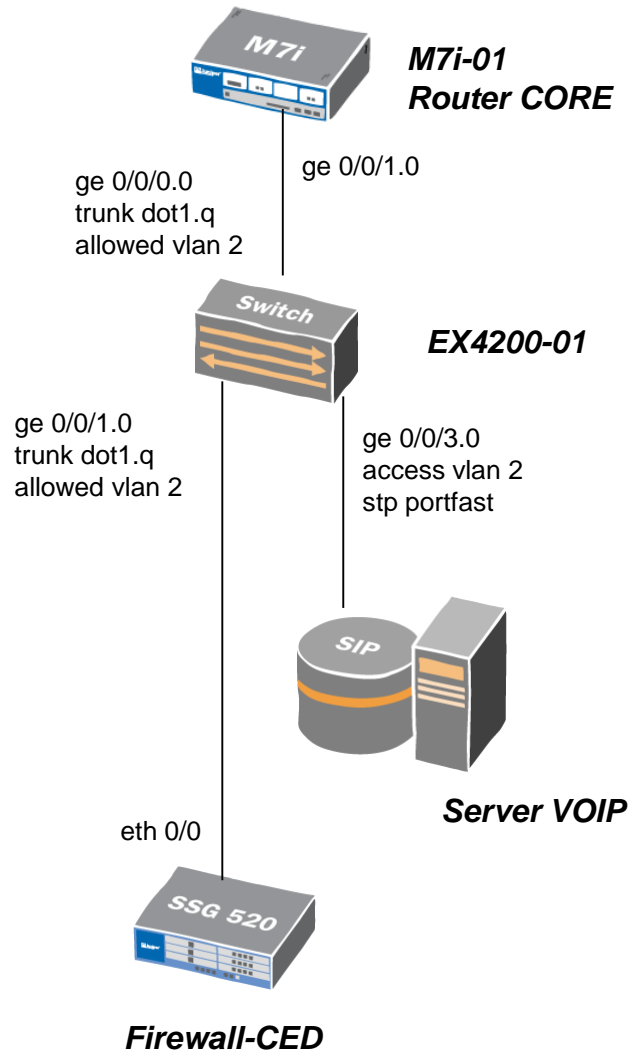 M7i
M7i-01
Router CORE
ge 0/0/1.0
ge 0/0/0.0
trunk dot1.q
allowed vlan 2
Switch
EX4200-01
ge 0/0/1.0
trunk dot1.q
allowed vlan 2
ge 0/0/3.0
access vlan 2
stp portfast
SIP
Server VOIP
eth 0/0
SSG 520
Firewall-CED